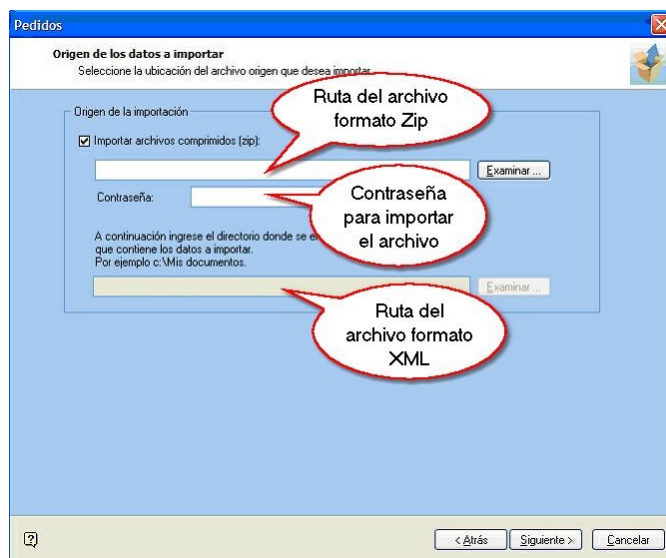 Pedidos
Origen de los datos a importar
Seleccione la ubicación del archivo origen que desea importar
Ruta del archivo
formato Zip
Origen de la importación
Importar archivos comprimidos (zip):
Examinar ...
Contraseña:
Contraseña
para importar
el archivo
A continuación ingrese el directorio donde se
que contiene los datos a importar.
Por ejemplo c:\Mis documentos.
Examinar ...
Ruta del
archivo formato
XML
< Atrás
Siguiente >
Cancelar